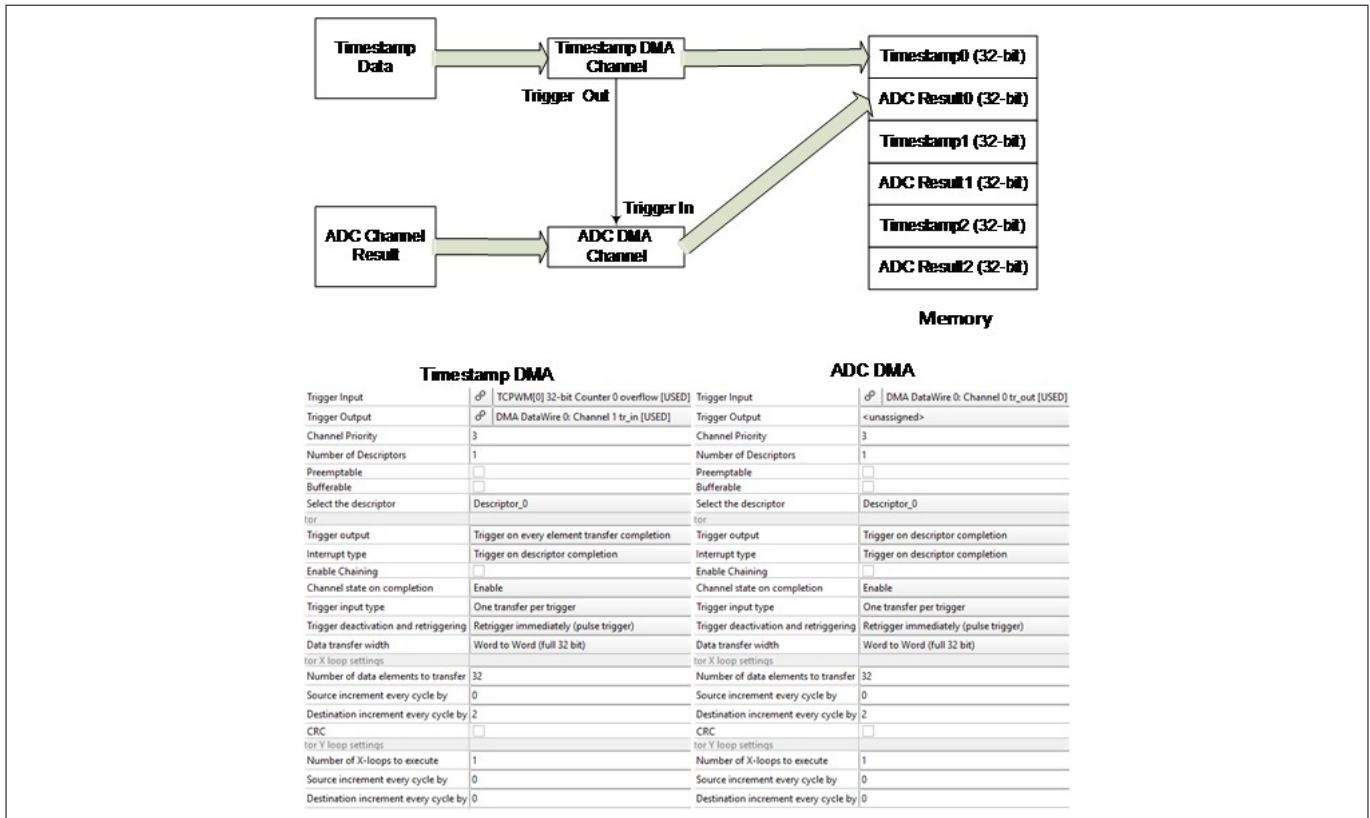 Timestamp Data
Timestamp DMA Channel
Trigger Out
Trigger In
ADC Channel Result
ADC DMA Channel
Timestamp0 (32-bit)
ADC Result0 (32-bit)
Timestamp1 (32-bit)
ADC Result1 (32-bit)
Timestamp2 (32-bit)
ADC Result2 (32-bit)
Memory
Timestamp DMA
Trigger Input TCPWM[0] 32-bit Counter 0 overflow [USED]
Trigger Output DMA DataWire 0: Channel 1 tr_in [USED]
Channel Priority 3
Number of Descriptors 1
Preemptable
Bufferable
Select the descriptor Descriptor_0
tor
Trigger output Trigger on every element transfer completion
Interrupt type Trigger on descriptor completion
Enable Chaining
Channel state on completion Enable
Trigger input type One transfer per trigger
Trigger deactivation and retriggering Retrigger immediately (pulse trigger)
Data transfer width Word to Word (full 32 bit)
tor X loop settings
Number of data elements to transfer 32
Source increment every cycle by 0
Destination increment every cycle by 2
CRC
tor Y loop settings
Number of X-loops to execute 1
Source increment every cycle by 0
Destination increment every cycle by 0
ADC DMA
Trigger Input DMA DataWire 0: Channel 0 tr_out [USED]
Trigger Output <unassigned>
Channel Priority 3
Number of Descriptors 1
Preemptable
Bufferable
Select the descriptor Descriptor_0
tor
Trigger output Trigger on descriptor completion
Interrupt type Trigger on descriptor completion
Enable Chaining
Channel state on completion Enable
Trigger input type One transfer per trigger
Trigger deactivation and retriggering Retrigger immediately (pulse trigger)
Data transfer width Word to Word (full 32 bit)
tor X loop settings
Number of data elements to transfer 32
Source increment every cycle by 0
Destination increment every cycle by 2
CRC
tor Y loop settings
Number of X-loops to execute 1
Source increment every cycle by 0
Destination increment every cycle by 0